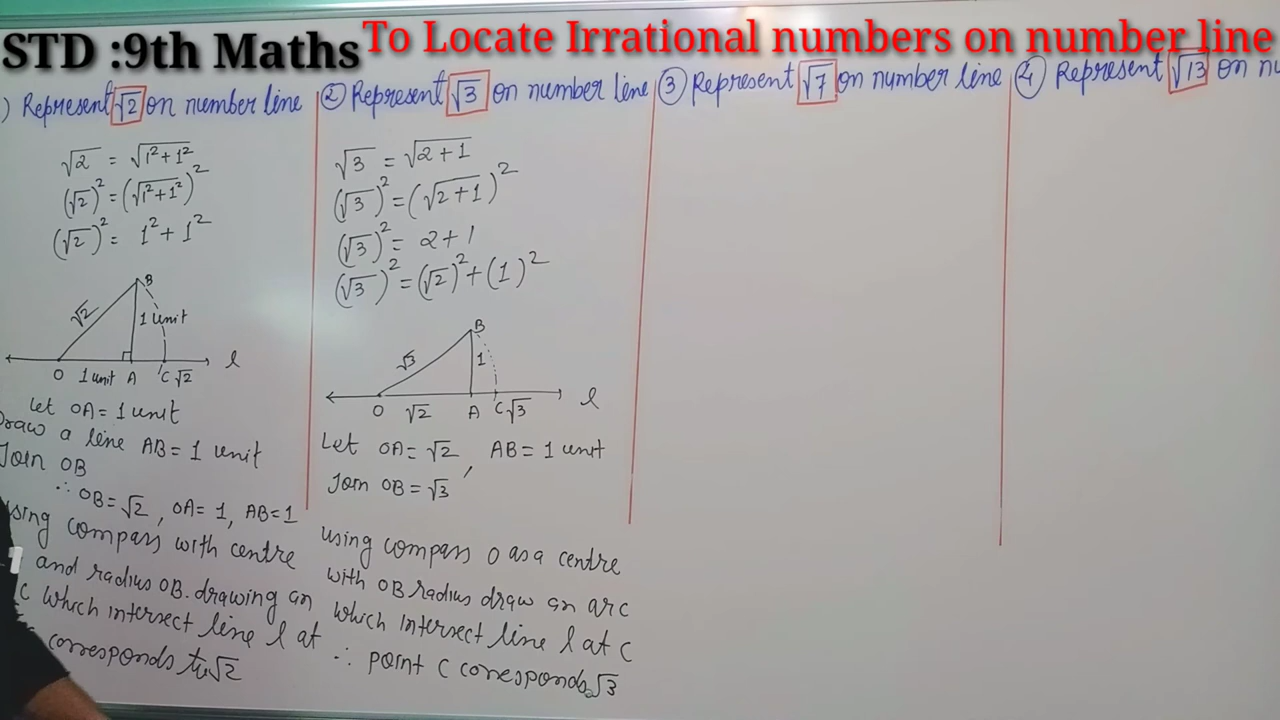 STD :9th Maths
To Locate Irrational numbers on number line
) Represent √2 on number line
√2 = √1²+1²
(√2)² = (√1²+1²)²
(√2)² = 1² + 1²
B
√2
1 unit
O 1 unit A C √2
l
Let OA = 1 unit
Draw a line AB = 1 unit
Join OB
∴ OB = √2, OA = 1, AB = 1
using compass with centre
and radius OB. drawing an
C which intersect line l at
corresponds to √2
② Represent √3 on number line
√3 = √2+1
(√3)² = (√2+1)²
(√3)² = 2+1
(√3)² = (√2)² + (1)²
B
√3
1
O √2 A C √3
l
Let OA = √2, AB = 1 unit
Join OB = √3
using compass O as a centre
with OB radius draw an arc
which intersect line l at C
∴ point C corresponds √3
③ Represent √7 on number line
④ Represent √13 on nu